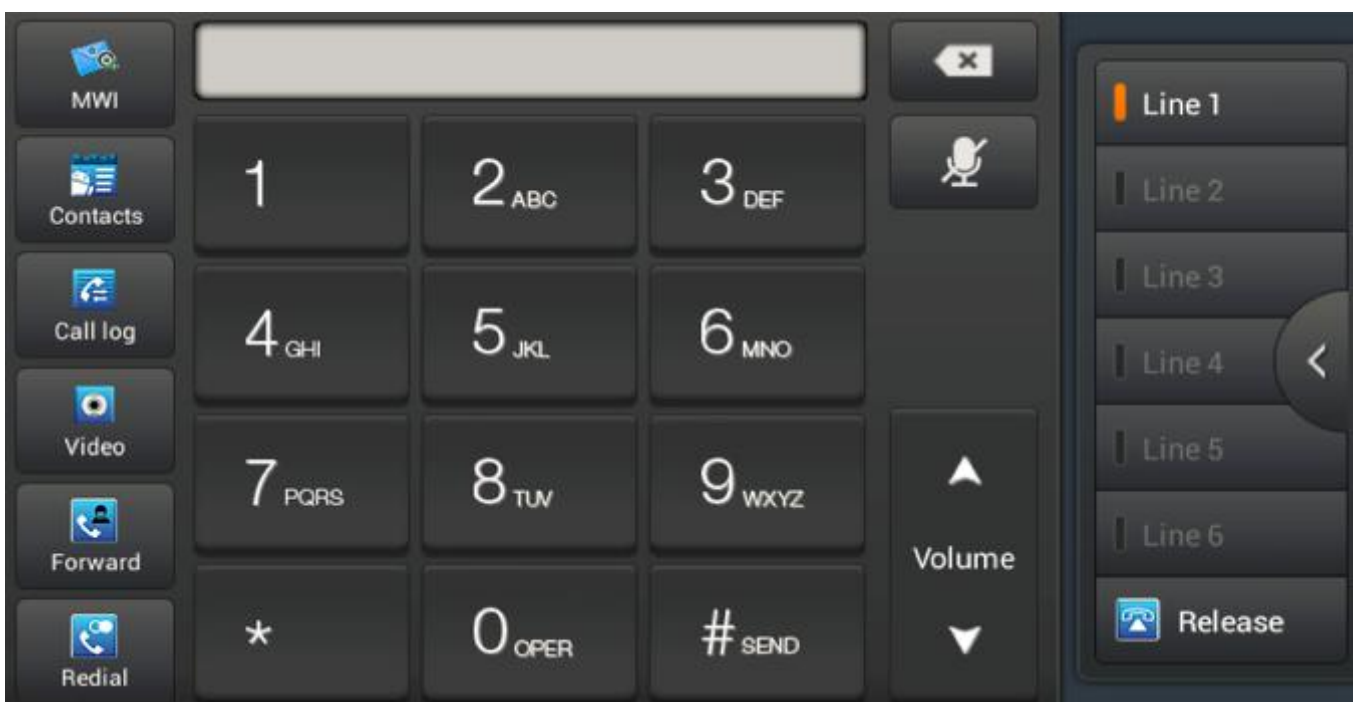 MWI
Contacts
Call log
Video
Forward
Redial
1
2 ABC
3 DEF
4 GHI
5 JKL
6 MNO
7 PQRS
8 TUV
9 WXYZ
*
0 OPER
# SEND
Volume
Line 1
Line 2
Line 3
Line 4
Line 5
Line 6
Release